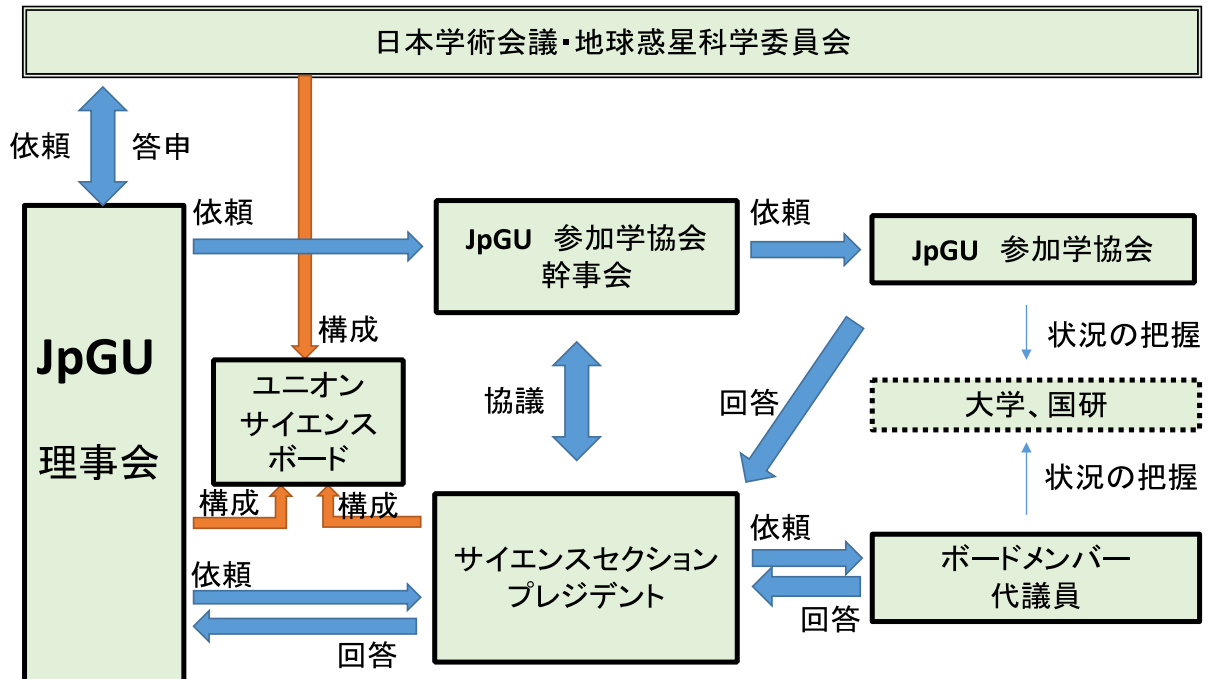 日本学術会議・地球惑星科学委員会
依頼
答申
依頼
JpGU 参加学協会
幹事会
依頼
JpGU 参加学協会
JpGU
理事会
構成
ユニオン
サイエンス
ボード
協議
回答
状況の把握
大学、国研
状況の把握
構成
構成
サイエンスセクション
プレジデント
依頼
回答
ボードメンバー
代議員
依頼
回答